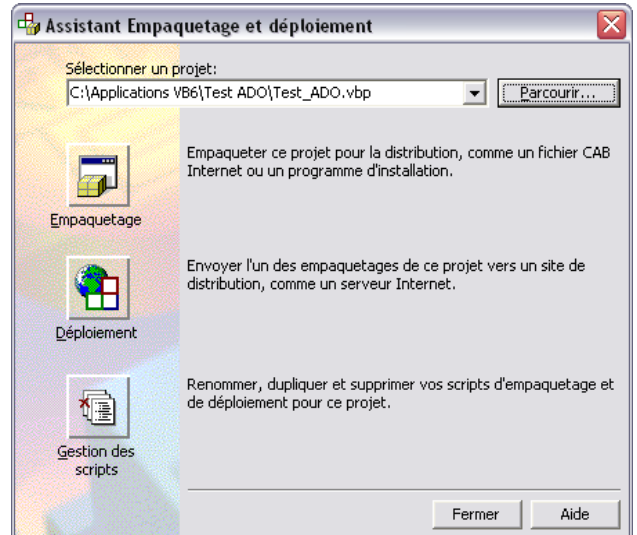 Assistant Empaquetage et déploiement
Sélectionner un projet:
C:\Applications VB6\Test ADO\Test_ADO.vbp
Parcourir...
Empaqueter ce projet pour la distribution, comme un fichier CAB
Internet ou un programme d'installation.
Empaquetage
Envoyer l'un des empaquetages de ce projet vers un site de
distribution, comme un serveur Internet.
Déploiement
Renommer, dupliquer et supprimer vos scripts d'empaquetage et
de déploiement pour ce projet.
Gestion des
scripts
Fermer
Aide